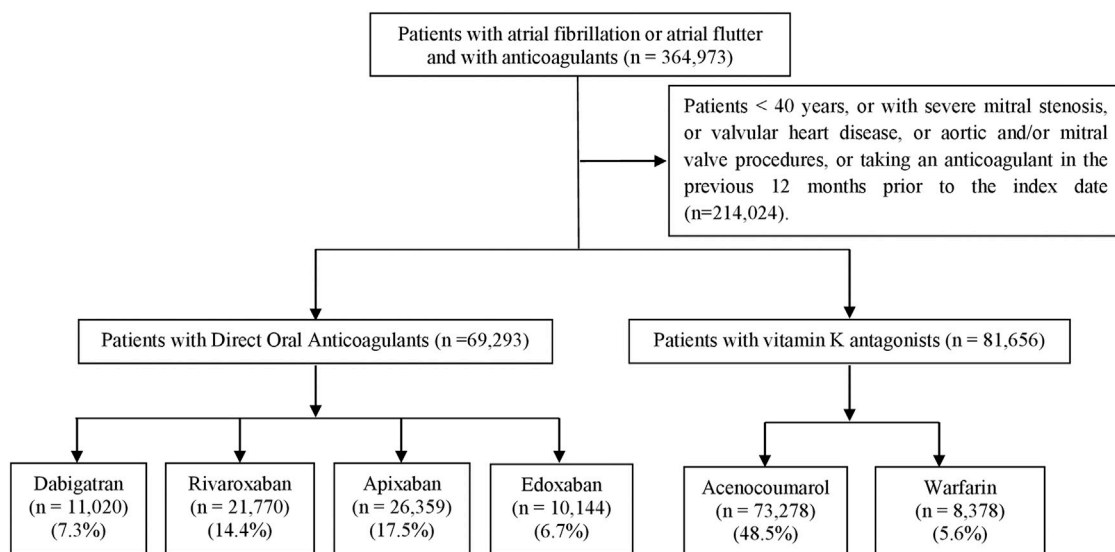 Patients with atrial fibrillation or atrial flutter
and with anticoagulants (n = 364,973)
Patients < 40 years, or with severe mitral stenosis,
or valvular heart disease, or aortic and/or mitral
valve procedures, or taking an anticoagulant in the
previous 12 months prior to the index date
(n=214,024).
Patients with Direct Oral Anticoagulants (n =69,293)
Patients with vitamin K antagonists (n = 81,656)
Dabigatran
(n = 11,020)
(7.3%)
Rivaroxaban
(n = 21,770)
(14.4%)
Apixaban
(n = 26,359)
(17.5%)
Edoxaban
(n = 10,144)
(6.7%)
Acenocoumarol
(n = 73,278)
(48.5%)
Warfarin
(n = 8,378)
(5.6%)